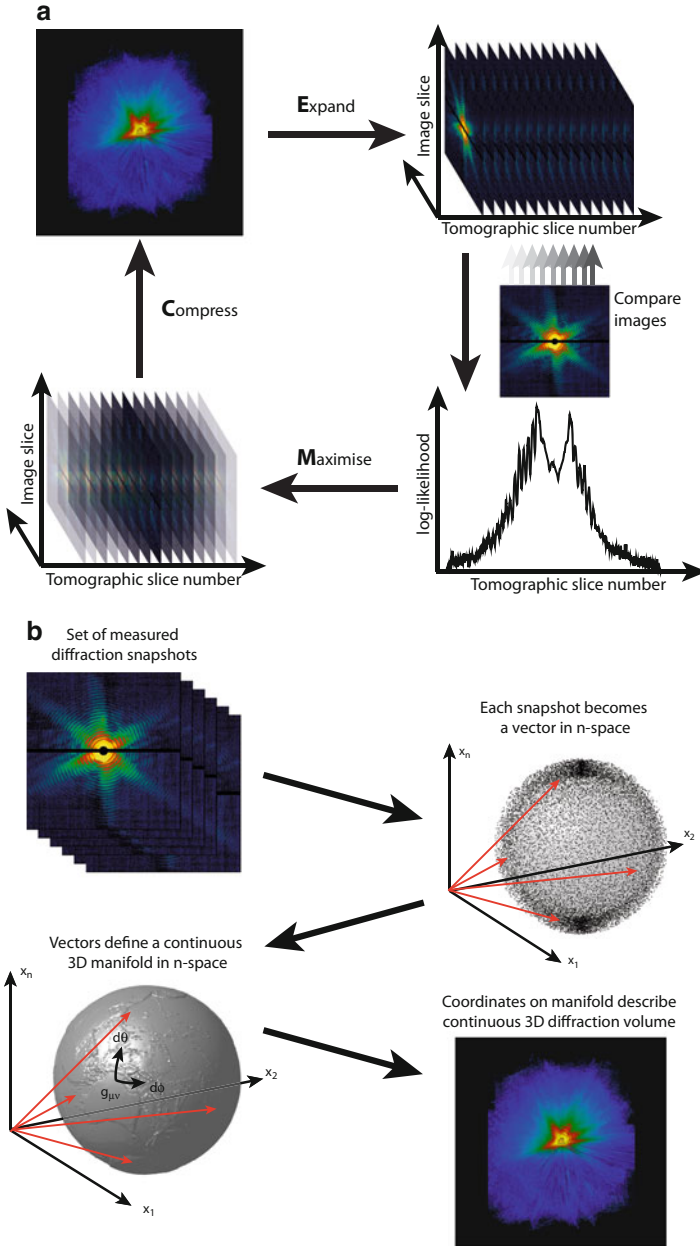 a
Expand
Image slice
Tomographic slice number
Compare
images
Compress
Maximise
Image slice
Tomographic slice number
log-likelihood
Tomographic slice number
b
Set of measured
diffraction snapshots
Each snapshot becomes
a vector in n-space
xn
x2
x1
Vectors define a continuous
3D manifold in n-space
xn
dθ
gμν
dϕ
x2
x1
Coordinates on manifold describe
continuous 3D diffraction volume